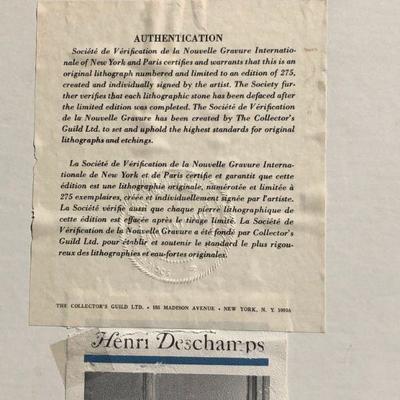 AUTHENTICATION
Société de Vérification de la Nouvelle Gravure Internatio-
nale of New York and Paris certifies and warrants that this is an
original lithograph numbered and limited to an edition of 275,
created and individually signed by the artist. The Society fur-
ther verifies that each lithographic stone has been defaced after
the limited edition was completed. The Société de Vérification
de la Nouvelle Gravure has been created by The Collector's
Guild Ltd. to set and uphold the highest standards for original
lithographs and etchings.
La Société de Vérification de la Nouvelle Gravure Interna-
tionale de New York et de Paris certifie et garantit que cette
édition est une lithographie originale, numérotée et limitée à
275 exemplaires, créee et individuellement signée par l'artiste.
La Société vérifie aussi que chaque pierre lithographique de
cette édition est effacée après le tirage limité. La Société de
Vérification de la Nouvelle Gravure a été fondé par Collector's
Guild Ltd. pour établir et soutenir le standard le plus rigou-
reux des lithographies et eau-fortes originales.
THE COLLECTOR'S GUILD LTD. • 185 MADISON AVENUE • NEW YORK, N. Y. 10016
Henri Deschamps